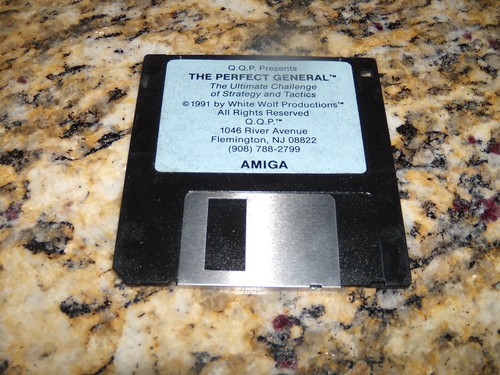 Q.Q.P. Presents
THE PERFECT GENERAL™
The Ultimate Challenge
of Strategy and Tactics
©1991 by White Wolf Productions™
All Rights Reserved
Q.Q.P.™
1046 River Avenue
Flemington, NJ 08822
(908) 788-2799
AMIGA